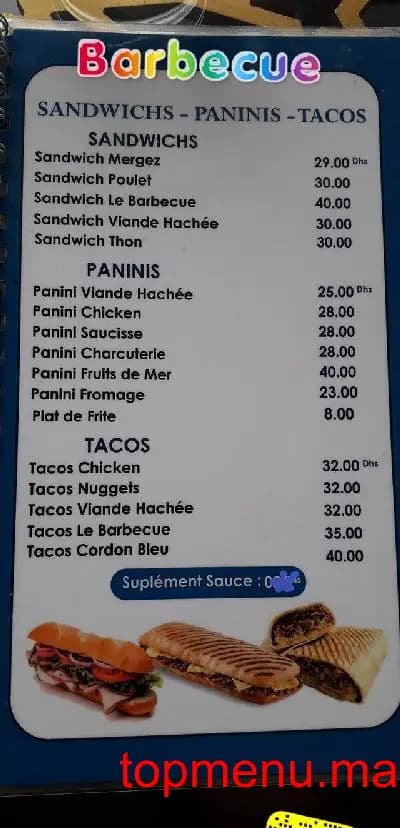 Barbecue
SANDWICHS - PANINIS - TACOS
SANDWICHS
Sandwich Mergez 29.00 Dhs
Sandwich Poulet 30.00
Sandwich Le Barbecue 40.00
Sandwich Viande Hachée 30.00
Sandwich Thon 30.00
PANINIS
Panini Viande Hachée 25.00 Dhs
Panini Chicken 28.00
Panini Saucisse 28.00
Panini Charcuterie 28.00
Panini Fruits de Mer 40.00
Panini Fromage 23.00
Plat de Frite 8.00
TACOS
Tacos Chicken 32.00 Dhs
Tacos Nuggets 32.00
Tacos Viande Hachée 32.00
Tacos Le Barbecue 35.00
Tacos Cordon Bleu 40.00
Suplément Sauce :
topmenu.ma